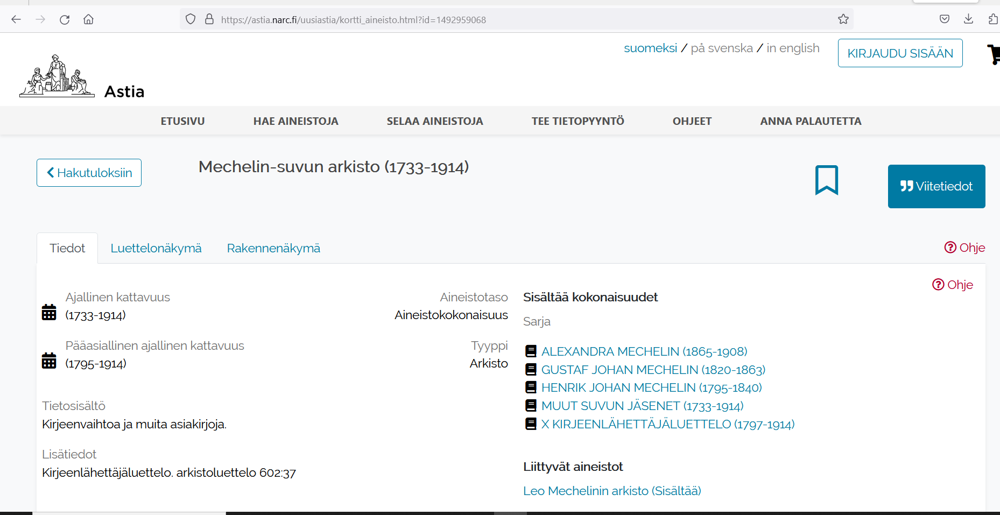 https://astia.narc.fi/uusiastia/kortti_aineisto.html?id=1492959068
suomeksi / på svenska / in english
KIRJAUDU SISÄÄN
Astia
ETUSIVU
HAE AINEISTOJA
SELAA AINEISTOJA
TEE TIETOPYYNTÖ
OHJEET
ANNA PALAUTETTA
Hakutuloksiin
Mechelin-suvun arkisto (1733-1914)
Viitetiedot
Tiedot
Luettelonäkymä
Rakennenäkymä
Ohje
Ohje
Ajallinen kattavuus
(1733-1914)
Aineistotaso
Aineistokokonaisuus
Pääasiallinen ajallinen kattavuus
(1795-1914)
Tyyppi
Arkisto
Tietosisältö
Kirjeenvaihtoa ja muita asiakirjoja.
Lisätiedot
Kirjeenlähettäjäluettelo. arkistoluettelo 602:37
Sisältää kokonaisuudet
Sarja
ALEXANDRA MECHELIN (1865-1908)
GUSTAF JOHAN MECHELIN (1820-1863)
HENRIK JOHAN MECHELIN (1795-1840)
MUUT SUVUN JÄSENET (1733-1914)
X KIRJEENLÄHETTÄJÄLUETTELO (1797-1914)
Liittyvät aineistot
Leo Mechelinin arkisto (Sisältää)